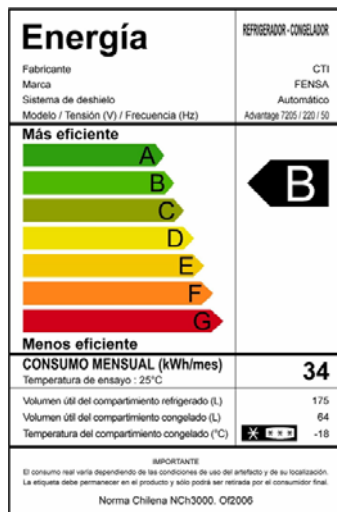 Energía
REFRIGERADOR - CONGELADOR
Fabricante CTI
Marca FENSA
Sistema de deshielo Automático
Modelo / Tensión (V) / Frecuencia (Hz) Advantage 7205 / 220 / 50
Más eficiente
A
B
B
C
D
E
F
G
Menos eficiente
CONSUMO MENSUAL (kWh/mes) 34
Temperatura de ensayo : 25°C
Volumen útil del compartimiento refrigerado (L) 175
Volumen útil del compartimiento congelado (L) 64
Temperatura del compartimiento congelado (°C) -18
IMPORTANTE
El consumo real varía dependiendo de las condiciones de uso del artefacto y de su localización.
La etiqueta debe permanecer en el producto y sólo podrá ser retirada por el consumidor final.
Norma Chilena NCh3000. Of2006